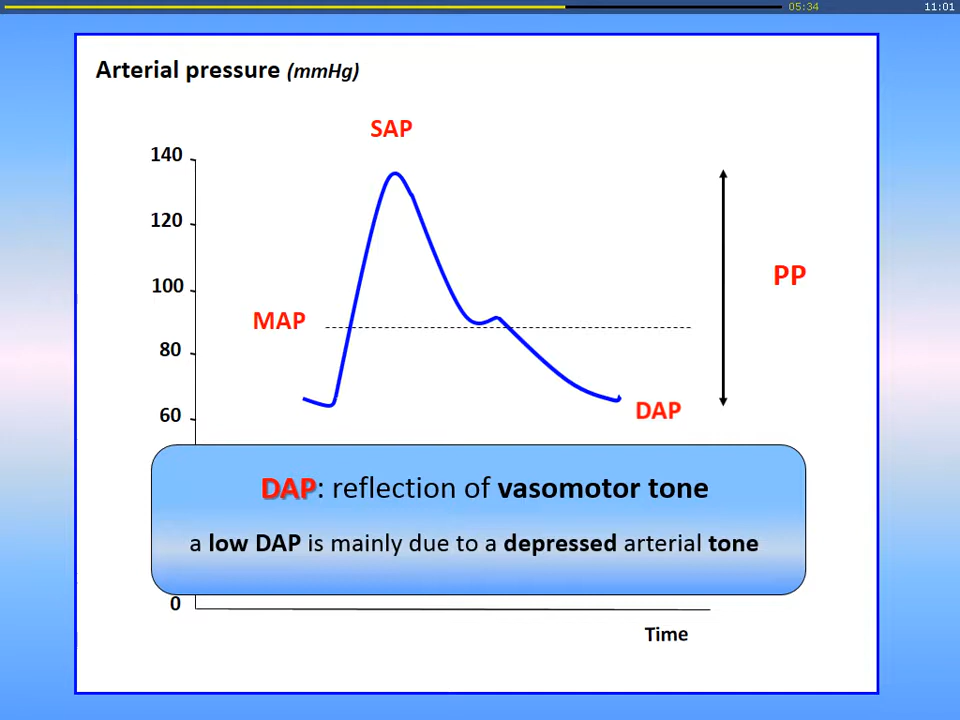 05:34
11:01
Arterial pressure (mmHg)
SAP
140
120
100
PP
MAP
80
DAP
60
DAP: reflection of vasomotor tone
a low DAP is mainly due to a depressed arterial tone
0
Time